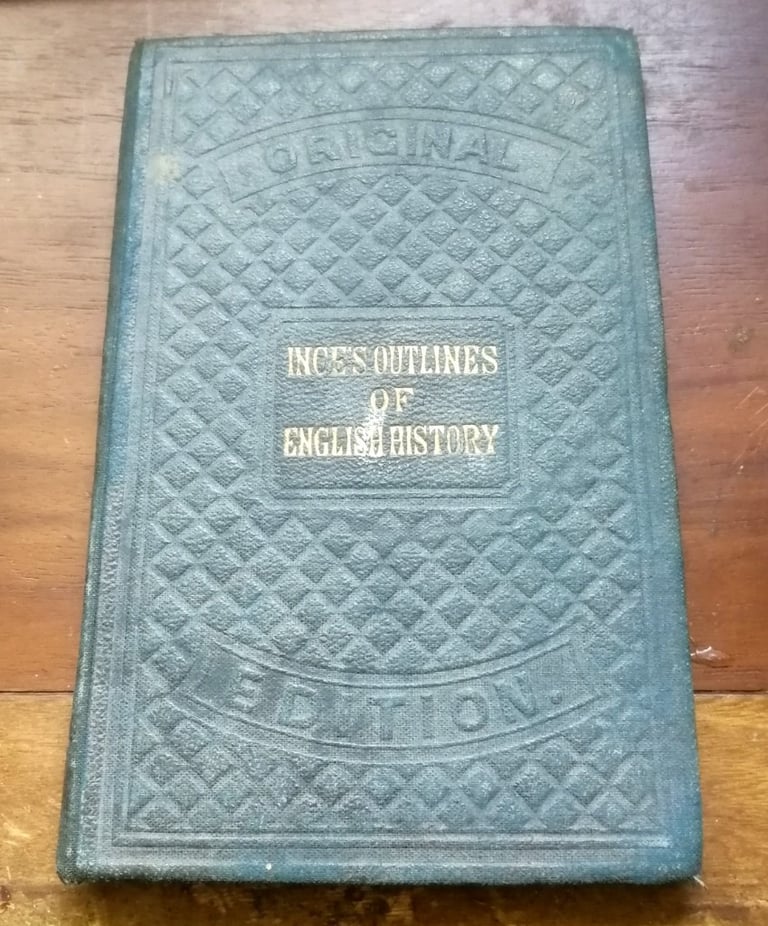 ORIGINAL
INCE'S OUTLINES
OF
ENGLISH HISTORY
EDITION.